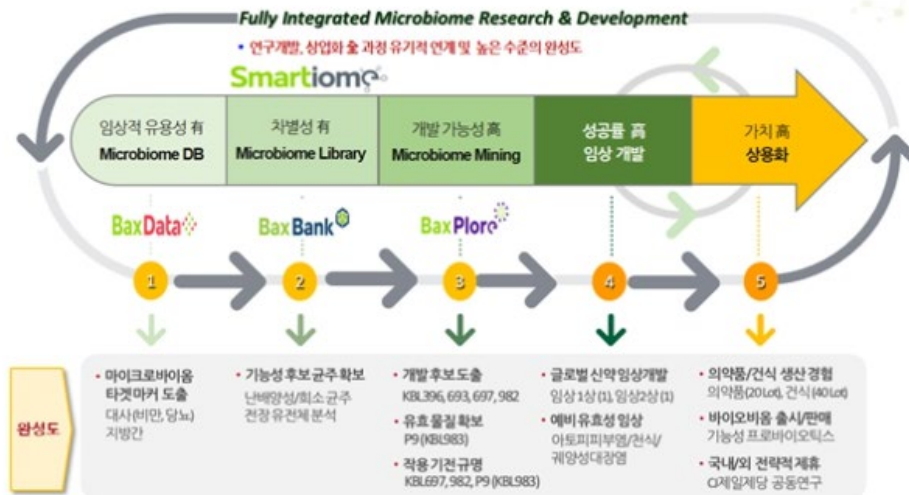 Fully Integrated Microbiome Research & Development
• 연구개발, 상업화 全 과정 유기적 연계 및 높은 수준의 완성도
Smartiome
임상적 유용성 有
Microbiome DB
차별성 有
Microbiome Library
개발 가능성 高
Microbiome Mining
성공률 高
임상 개발
가치 高
상용화
BaxData
BaxBank
BaxPlore
1
2
3
4
5
완성도
• 마이크로바이옴
타겟 마커 도출
대사 (비만, 당뇨)
지방간
• 기능성 후보 균주 확보
난배양성/희소 균주
전장 유전체 분석
• 개발 후보 도출
KBL396, 693, 697, 982
• 유효 물질 확보
P9 (KBL983)
• 작용 기전 규명
KBL697, 982, P9 (KBL983)
• 글로벌 신약 임상개발
임상 1상 (1), 임상2상 (1)
• 예비 유효성 임상
아토피피부염/천식/
궤양성대장염
• 의약품/건식 생산 경험
의약품(20 Lot), 건식 (40 Lot)
• 바이오비옴 출시/판매
기능성 프로바이오틱스
• 국내/외 전략적 제휴
CJ제일제당 공동연구